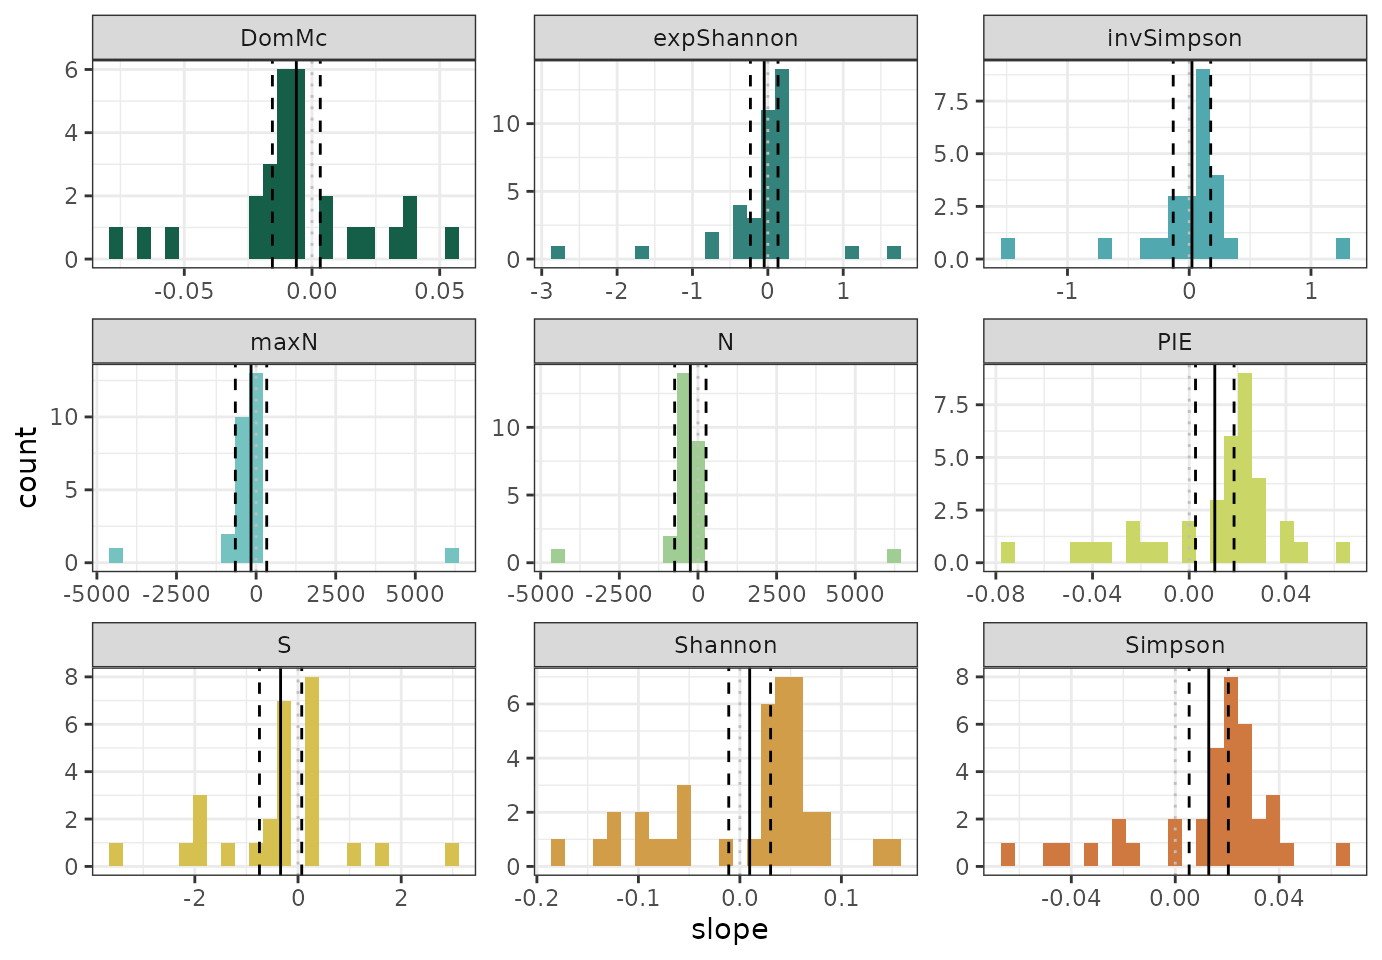 DomMc expShannon invSimpson
6
4
2
0
10
5
0
7.5
5.0
2.5
0.0
-0.05 0.00 0.05
-3 -2 -1 0 1
-1 0 1
maxN N PIE
10
5
0
10
5
0
7.5
5.0
2.5
0.0
-5000 -2500 0 2500 5000
-5000 -2500 0 2500 5000
-0.08 -0.04 0.00 0.04
count
S Shannon Simpson
8
6
4
2
0
6
4
2
0
8
6
4
2
0
-2 0 2
-0.2 -0.1 0.0 0.1
-0.04 0.00 0.04
slope